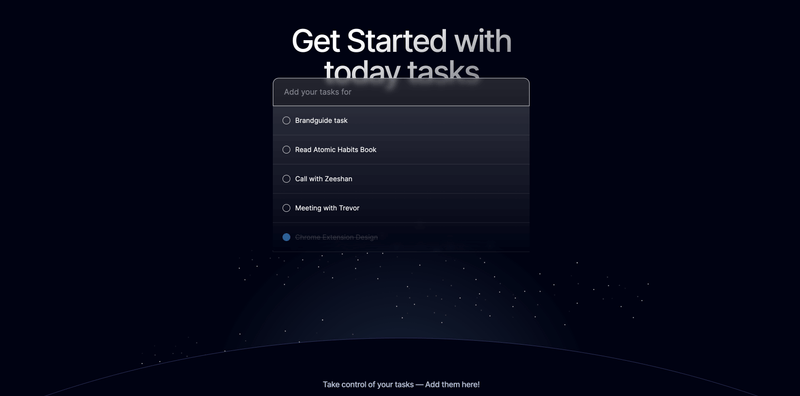 Get Started with
today tasks
Add your tasks for
Brandguide task
Read Atomic Habits Book
Call with Zeeshan
Meeting with Trevor
Chrome Extension Design
Take control of your tasks — Add them here!